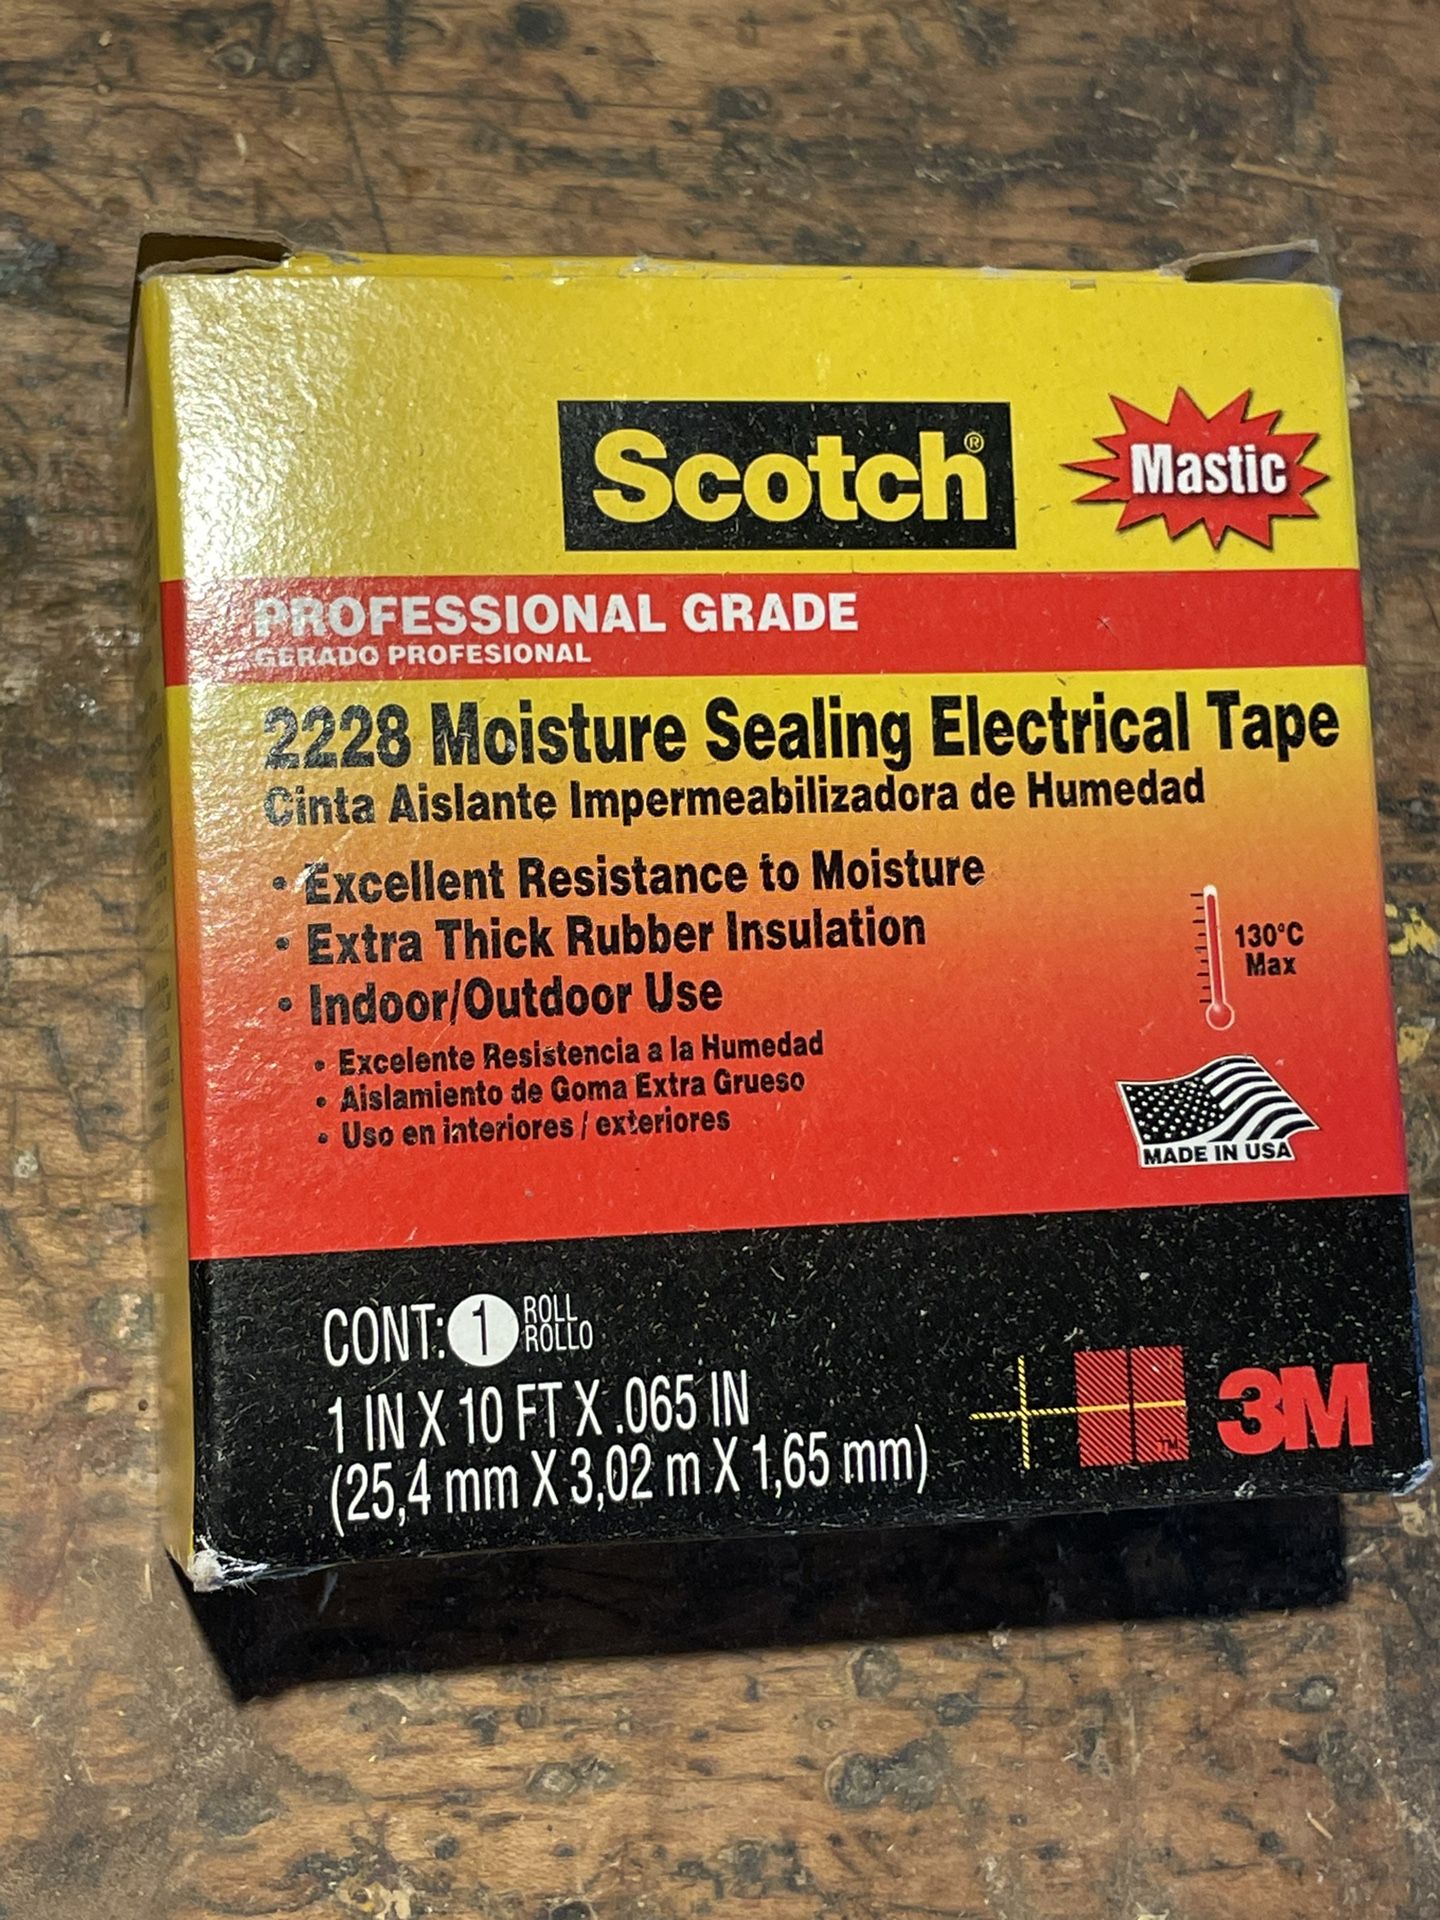 Scotch®
Mastic
PROFESSIONAL GRADE
GERADO PROFESIONAL
2228 Moisture Sealing Electrical Tape
Cinta Aislante Impermeabilizadora de Humedad
• Excellent Resistance to Moisture
• Extra Thick Rubber Insulation
• Indoor/Outdoor Use
• Excelente Resistencia a la Humedad
• Aislamiento de Goma Extra Grueso
• Uso en interiores / exteriores
130°C
Max
MADE IN USA
CONT: 1 ROLL
ROLLO
1 IN X 10 FT X .065 IN
(25,4 mm X 3,02 m X 1,65 mm)
TM
3M